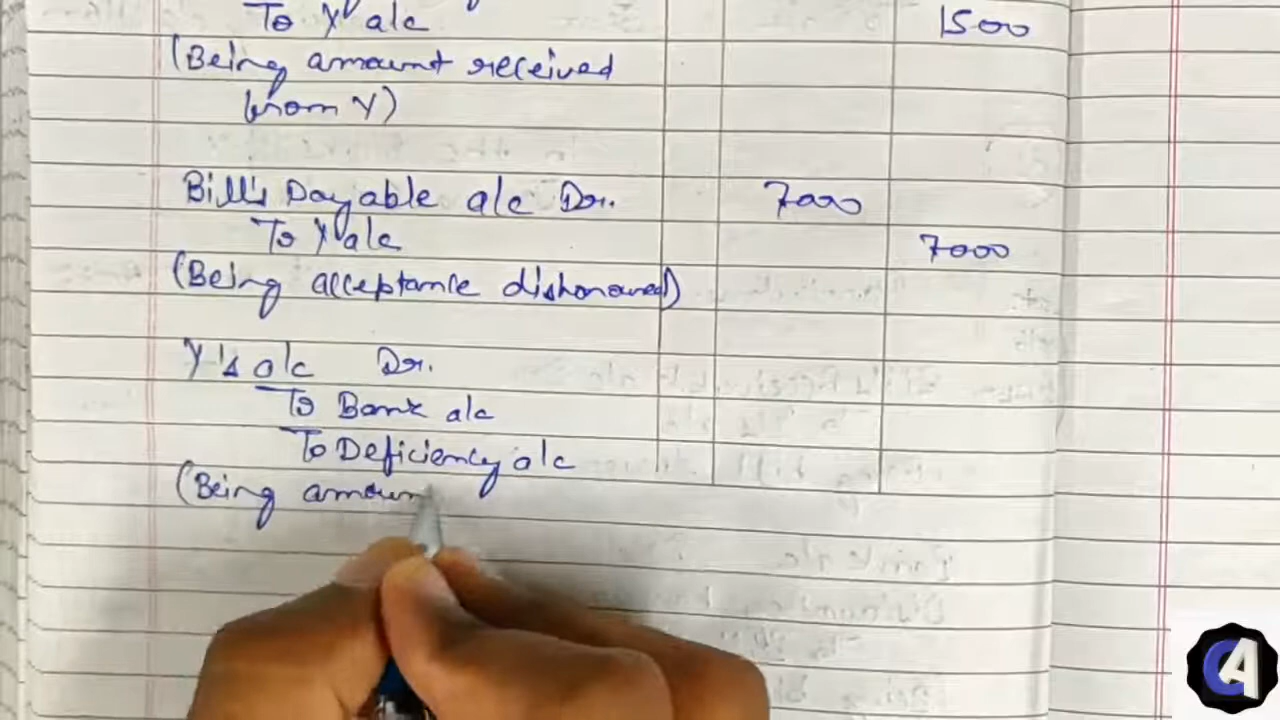 To X a/c 1500
(Being amount received
from Y)
Bill's Payable a/c Dr. 7000
To X a/c 7000
(Being acceptance dishonoured)
Y's a/c Dr.
To Bank a/c
To Deficiency a/c
(Being amoun
CA